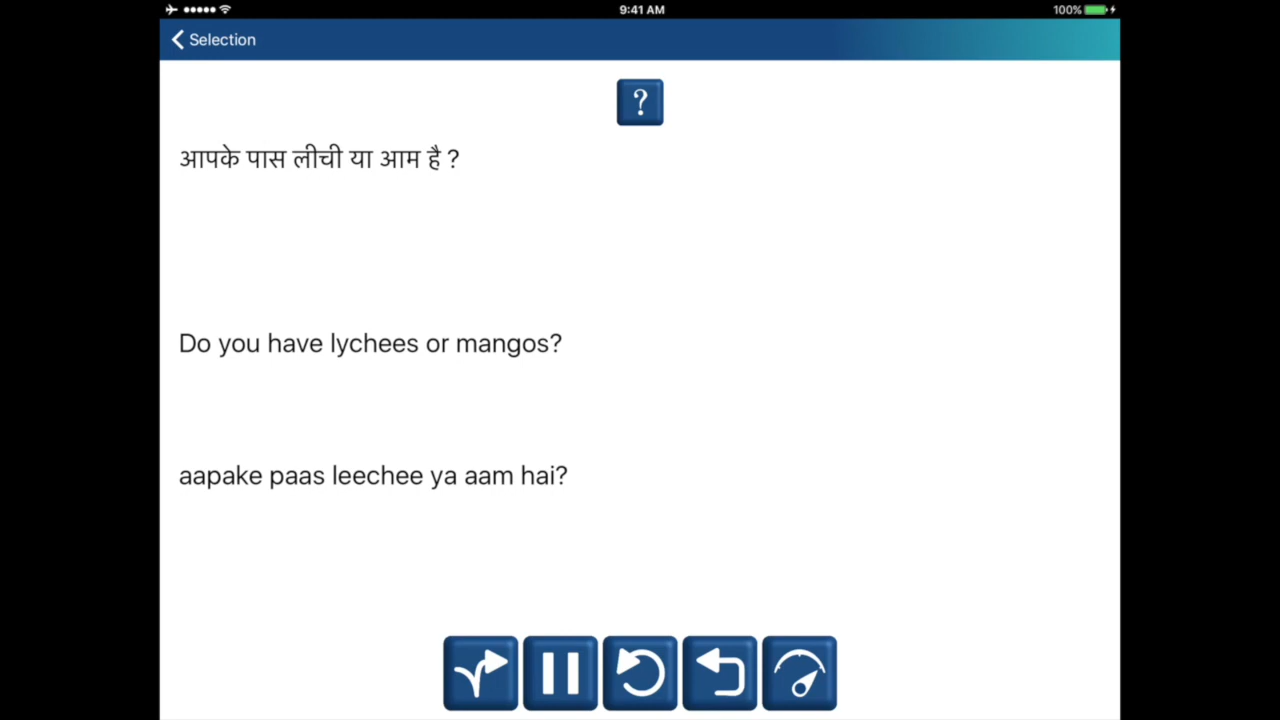 9:41 AM
100%
Selection
?
आपके पास लीची या आम है ?
Do you have lychees or mangos?
aapake paas leechee ya aam hai?